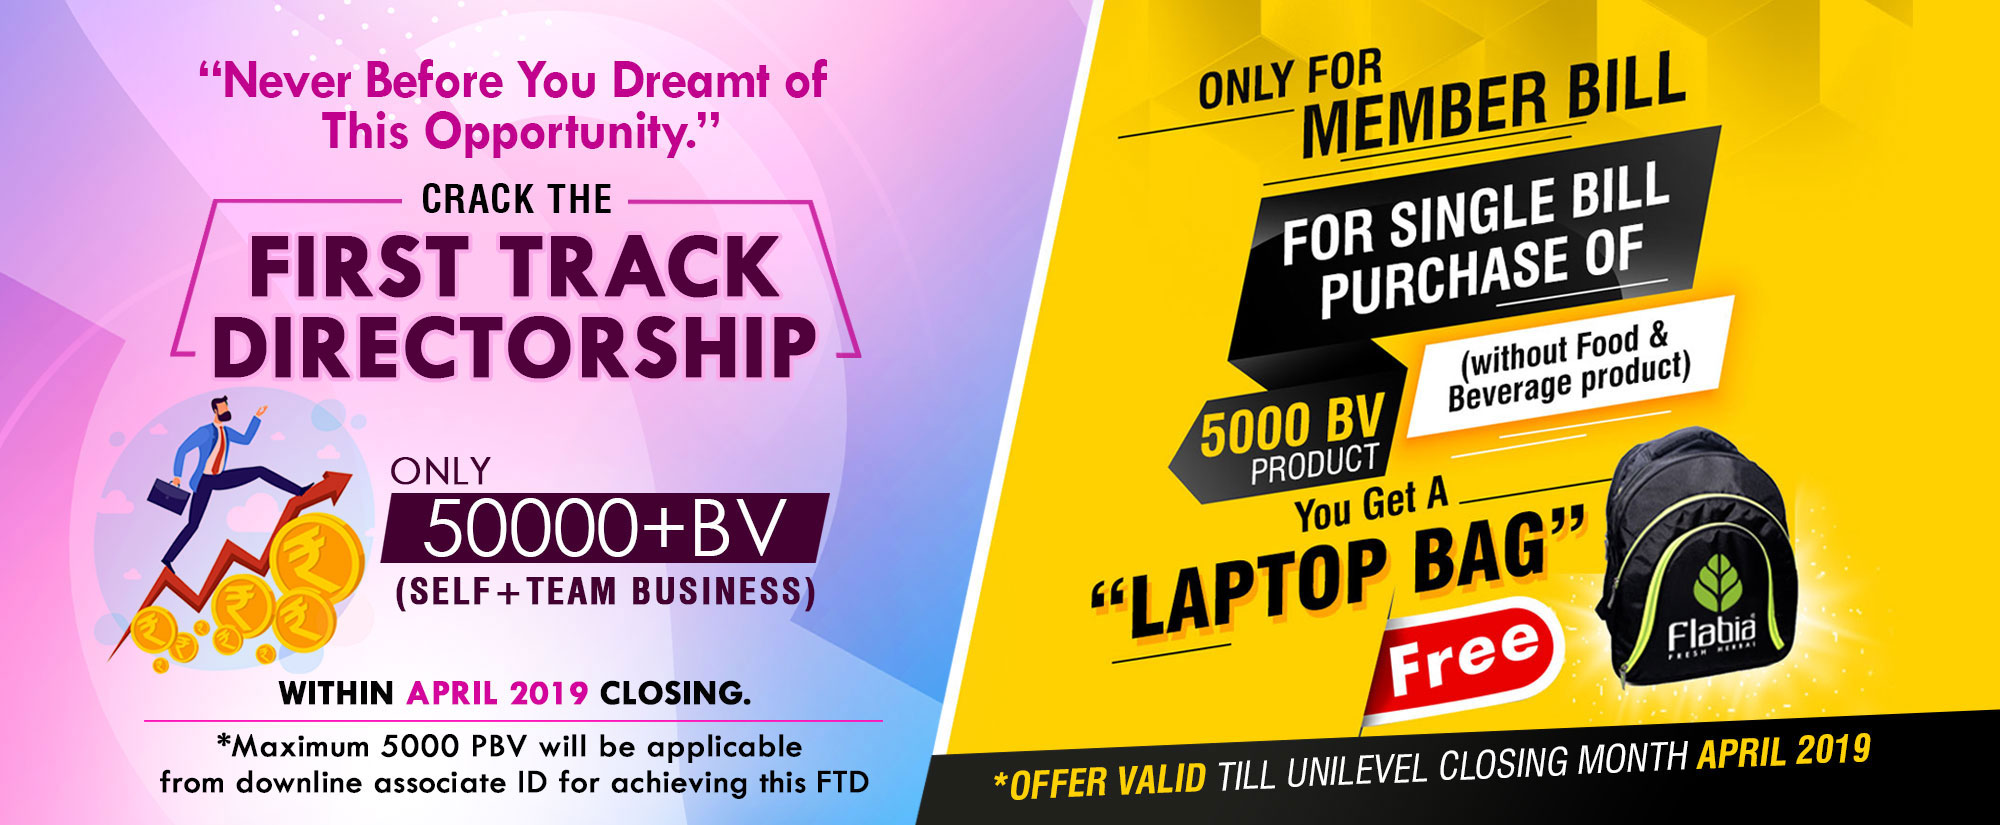 “Never Before You Dreamt of
This Opportunity.”
CRACK THE
FIRST TRACK
DIRECTORSHIP
ONLY
50000+BV
(SELF+TEAM BUSINESS)
WITHIN APRIL 2019 CLOSING.
*Maximum 5000 PBV will be applicable
from downline associate ID for achieving this FTD
ONLY FOR
MEMBER BILL
FOR SINGLE BILL
PURCHASE OF
(without Food &
Beverage product)
5000 BV
PRODUCT
You Get A
“LAPTOP BAG”
Free
Flabia
FRESH HERBAL
*OFFER VALID TILL UNILEVEL CLOSING MONTH APRIL 2019